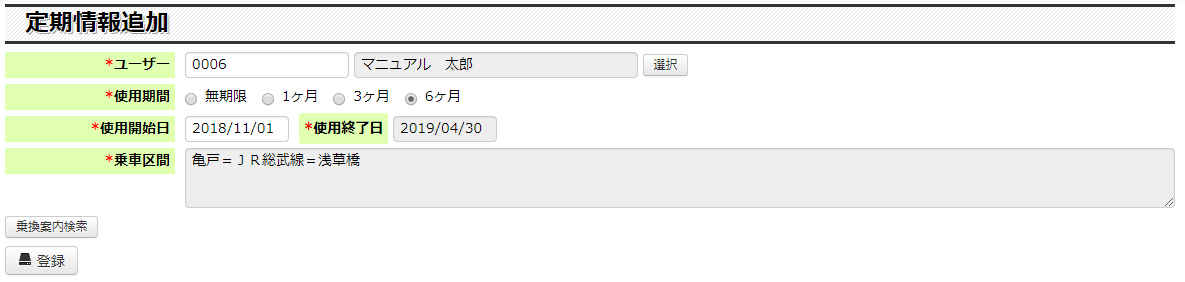 定期情報追加
*ユーザー 0006 マニュアル　太郎 選択
*使用期間 無期限 1ヶ月 3ヶ月 6ヶ月
*使用開始日 2018/11/01 *使用終了日 2019/04/30
*乗車区間 亀戸＝ＪＲ総武線＝浅草橋
乗換案内検索
登録